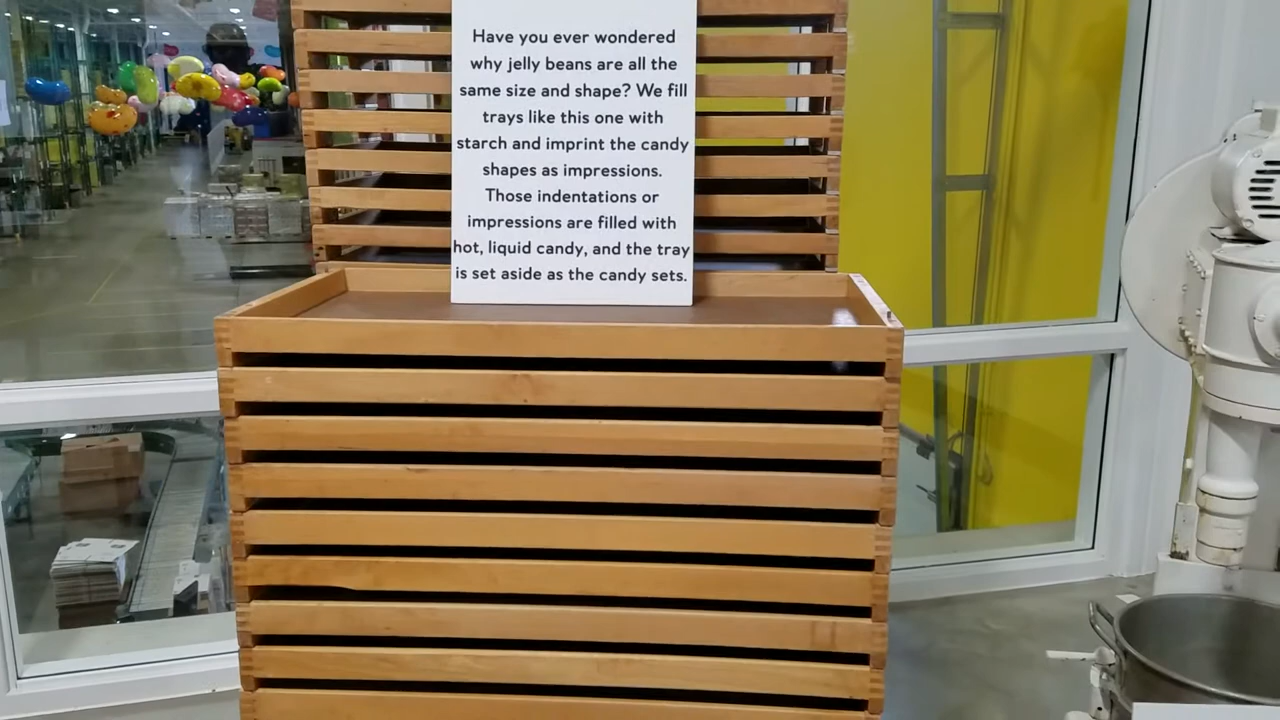 Have you ever wondered
why jelly beans are all the
same size and shape? We fill
trays like this one with
starch and imprint the candy
shapes as impressions.
Those indentations or
impressions are filled with
hot, liquid candy, and the tray
is set aside as the candy sets.